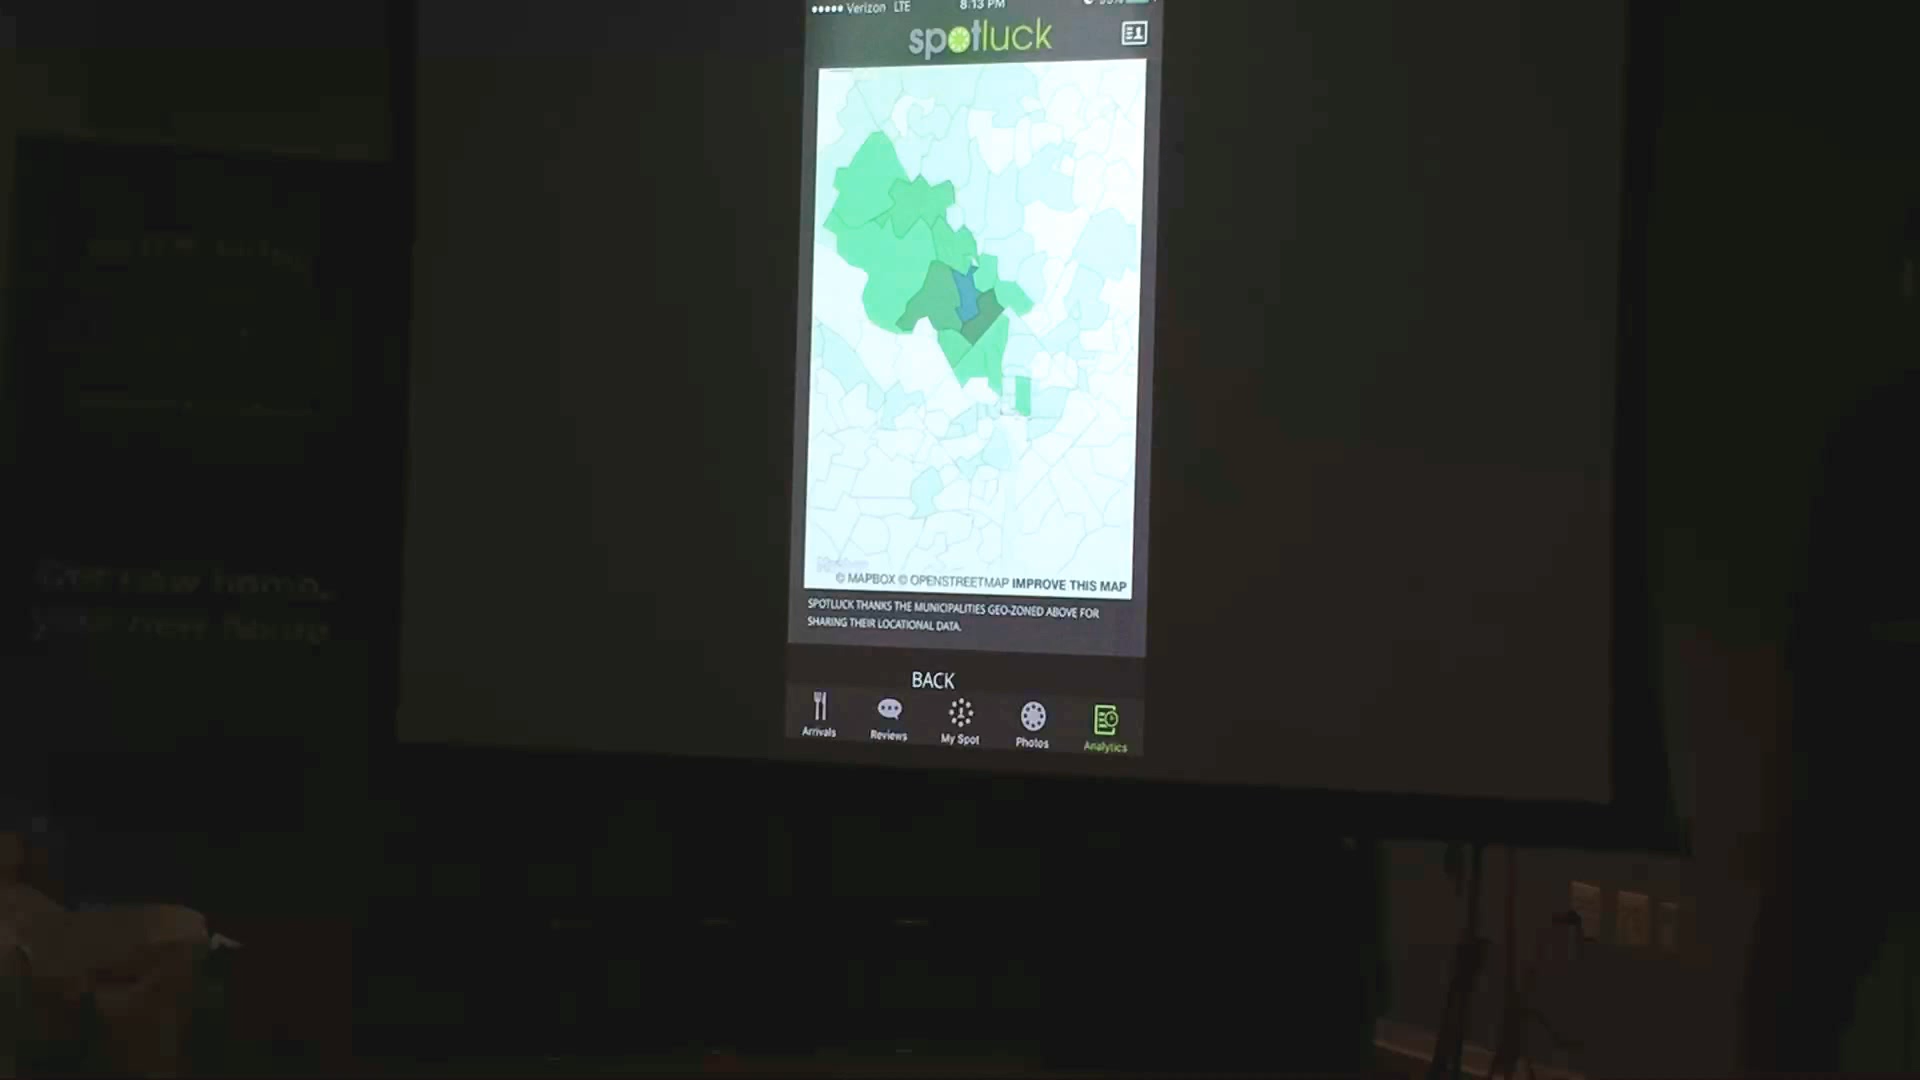 Verizon LTE 8:13 PM
spotluck
© MAPBOX © OPENSTREETMAP IMPROVE THIS MAP
SPOTLUCK THANKS THE MUNICIPALITIES GEO-ZONED ABOVE FOR
SHARING THEIR LOCATIONAL DATA.
BACK
Arrivals Reviews My Spot Photos Analytics